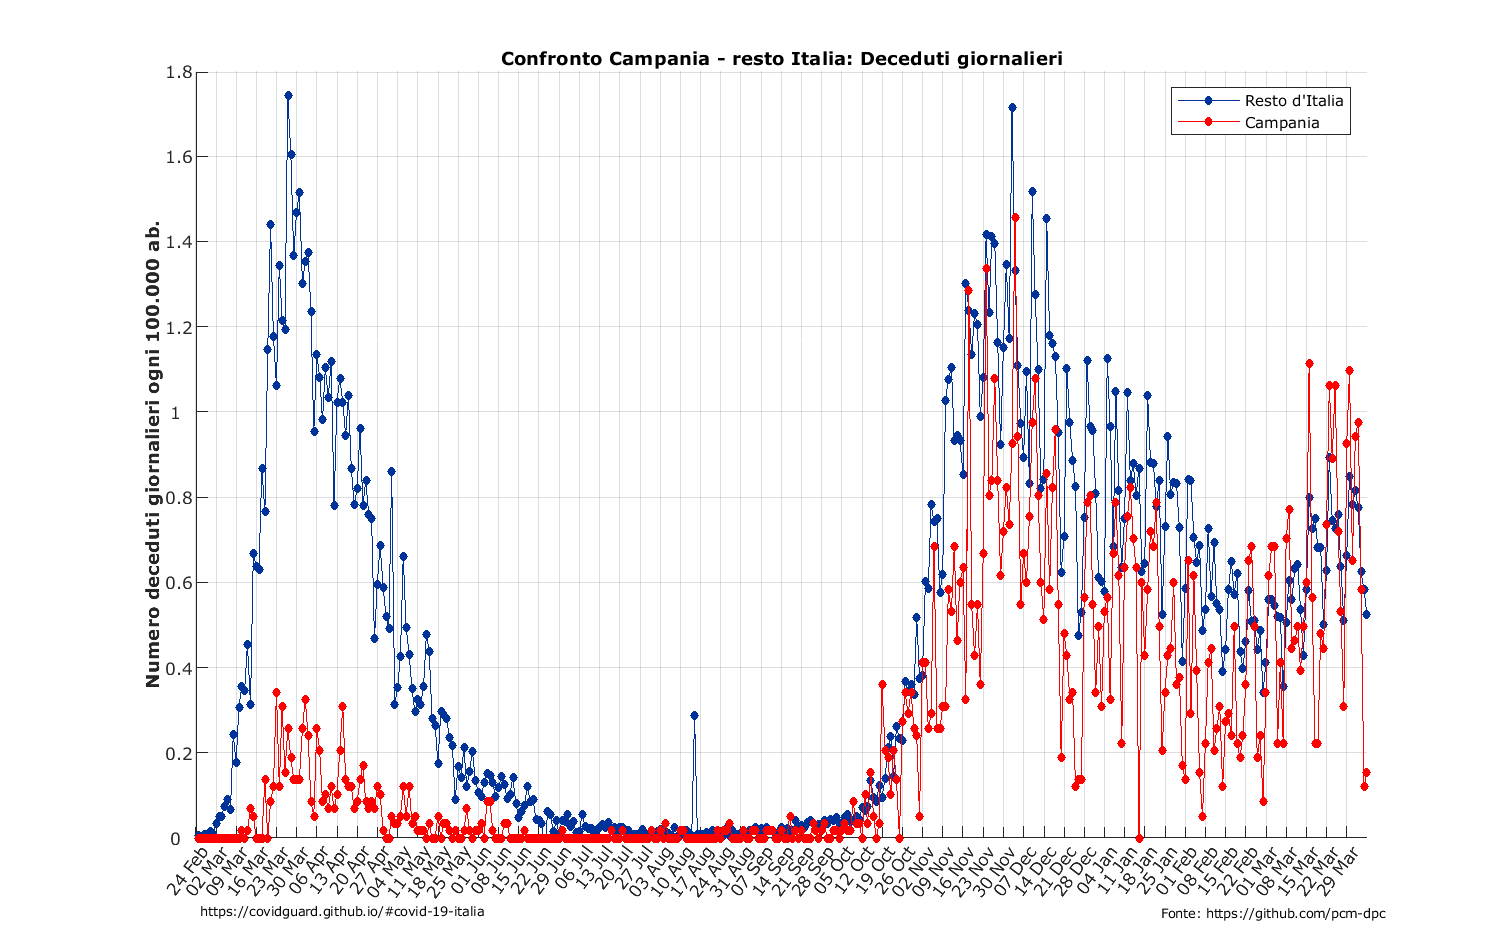 Confronto Campania - resto Italia: Deceduti giornalieri
Numero deceduti giornalieri ogni 100.000 ab.
1.8
1.6
1.4
1.2
1
0.8
0.6
0.4
0.2
0
Resto d'Italia
Campania
24 Feb
02 Mar
09 Mar
16 Mar
23 Mar
30 Mar
06 Apr
13 Apr
20 Apr
27 Apr
04 May
11 May
18 May
25 May
01 Jun
08 Jun
15 Jun
22 Jun
29 Jun
06 Jul
13 Jul
20 Jul
27 Jul
03 Aug
10 Aug
17 Aug
24 Aug
31 Aug
07 Sep
14 Sep
21 Sep
28 Sep
05 Oct
12 Oct
19 Oct
26 Oct
02 Nov
09 Nov
16 Nov
23 Nov
30 Nov
07 Dec
14 Dec
21 Dec
28 Dec
04 Jan
11 Jan
18 Jan
25 Jan
01 Feb
08 Feb
15 Feb
22 Feb
01 Mar
08 Mar
15 Mar
22 Mar
29 Mar
https://covidguard.github.io/#covid-19-italia
Fonte: https://github.com/pcm-dpc